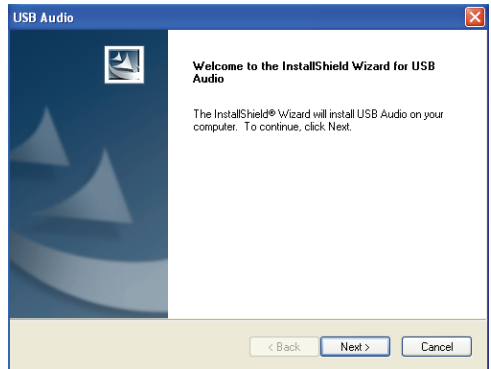 USB Audio
Welcome to the InstallShield Wizard for USB
Audio
The InstallShield® Wizard will install USB Audio on your
computer. To continue, click Next.
< Back Next > Cancel